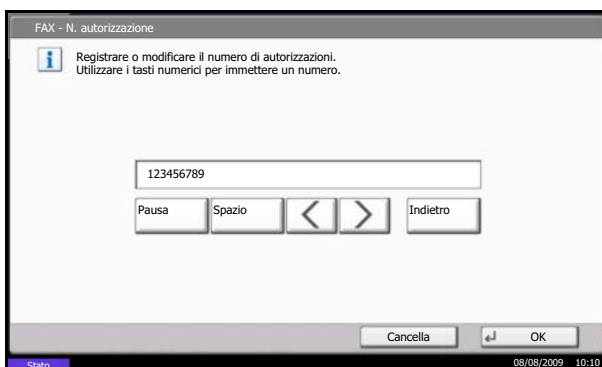 FAX - N. autorizzazione
Registrare o modificare il numero di autorizzazioni.
Utilizzare i tasti numerici per immettere un numero.
123456789
Pausa Spazio Indietro
Cancella OK
Stato 08/08/2009 10:10